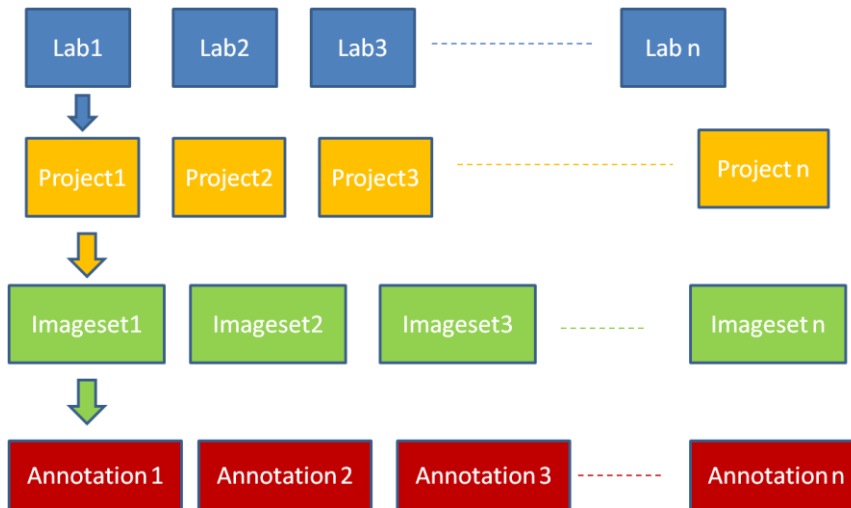 Lab1 Lab2 Lab3 Lab n
Project1 Project2 Project3 Project n
Imageset1 Imageset2 Imageset3 Imageset n
Annotation 1 Annotation 2 Annotation 3 Annotation n